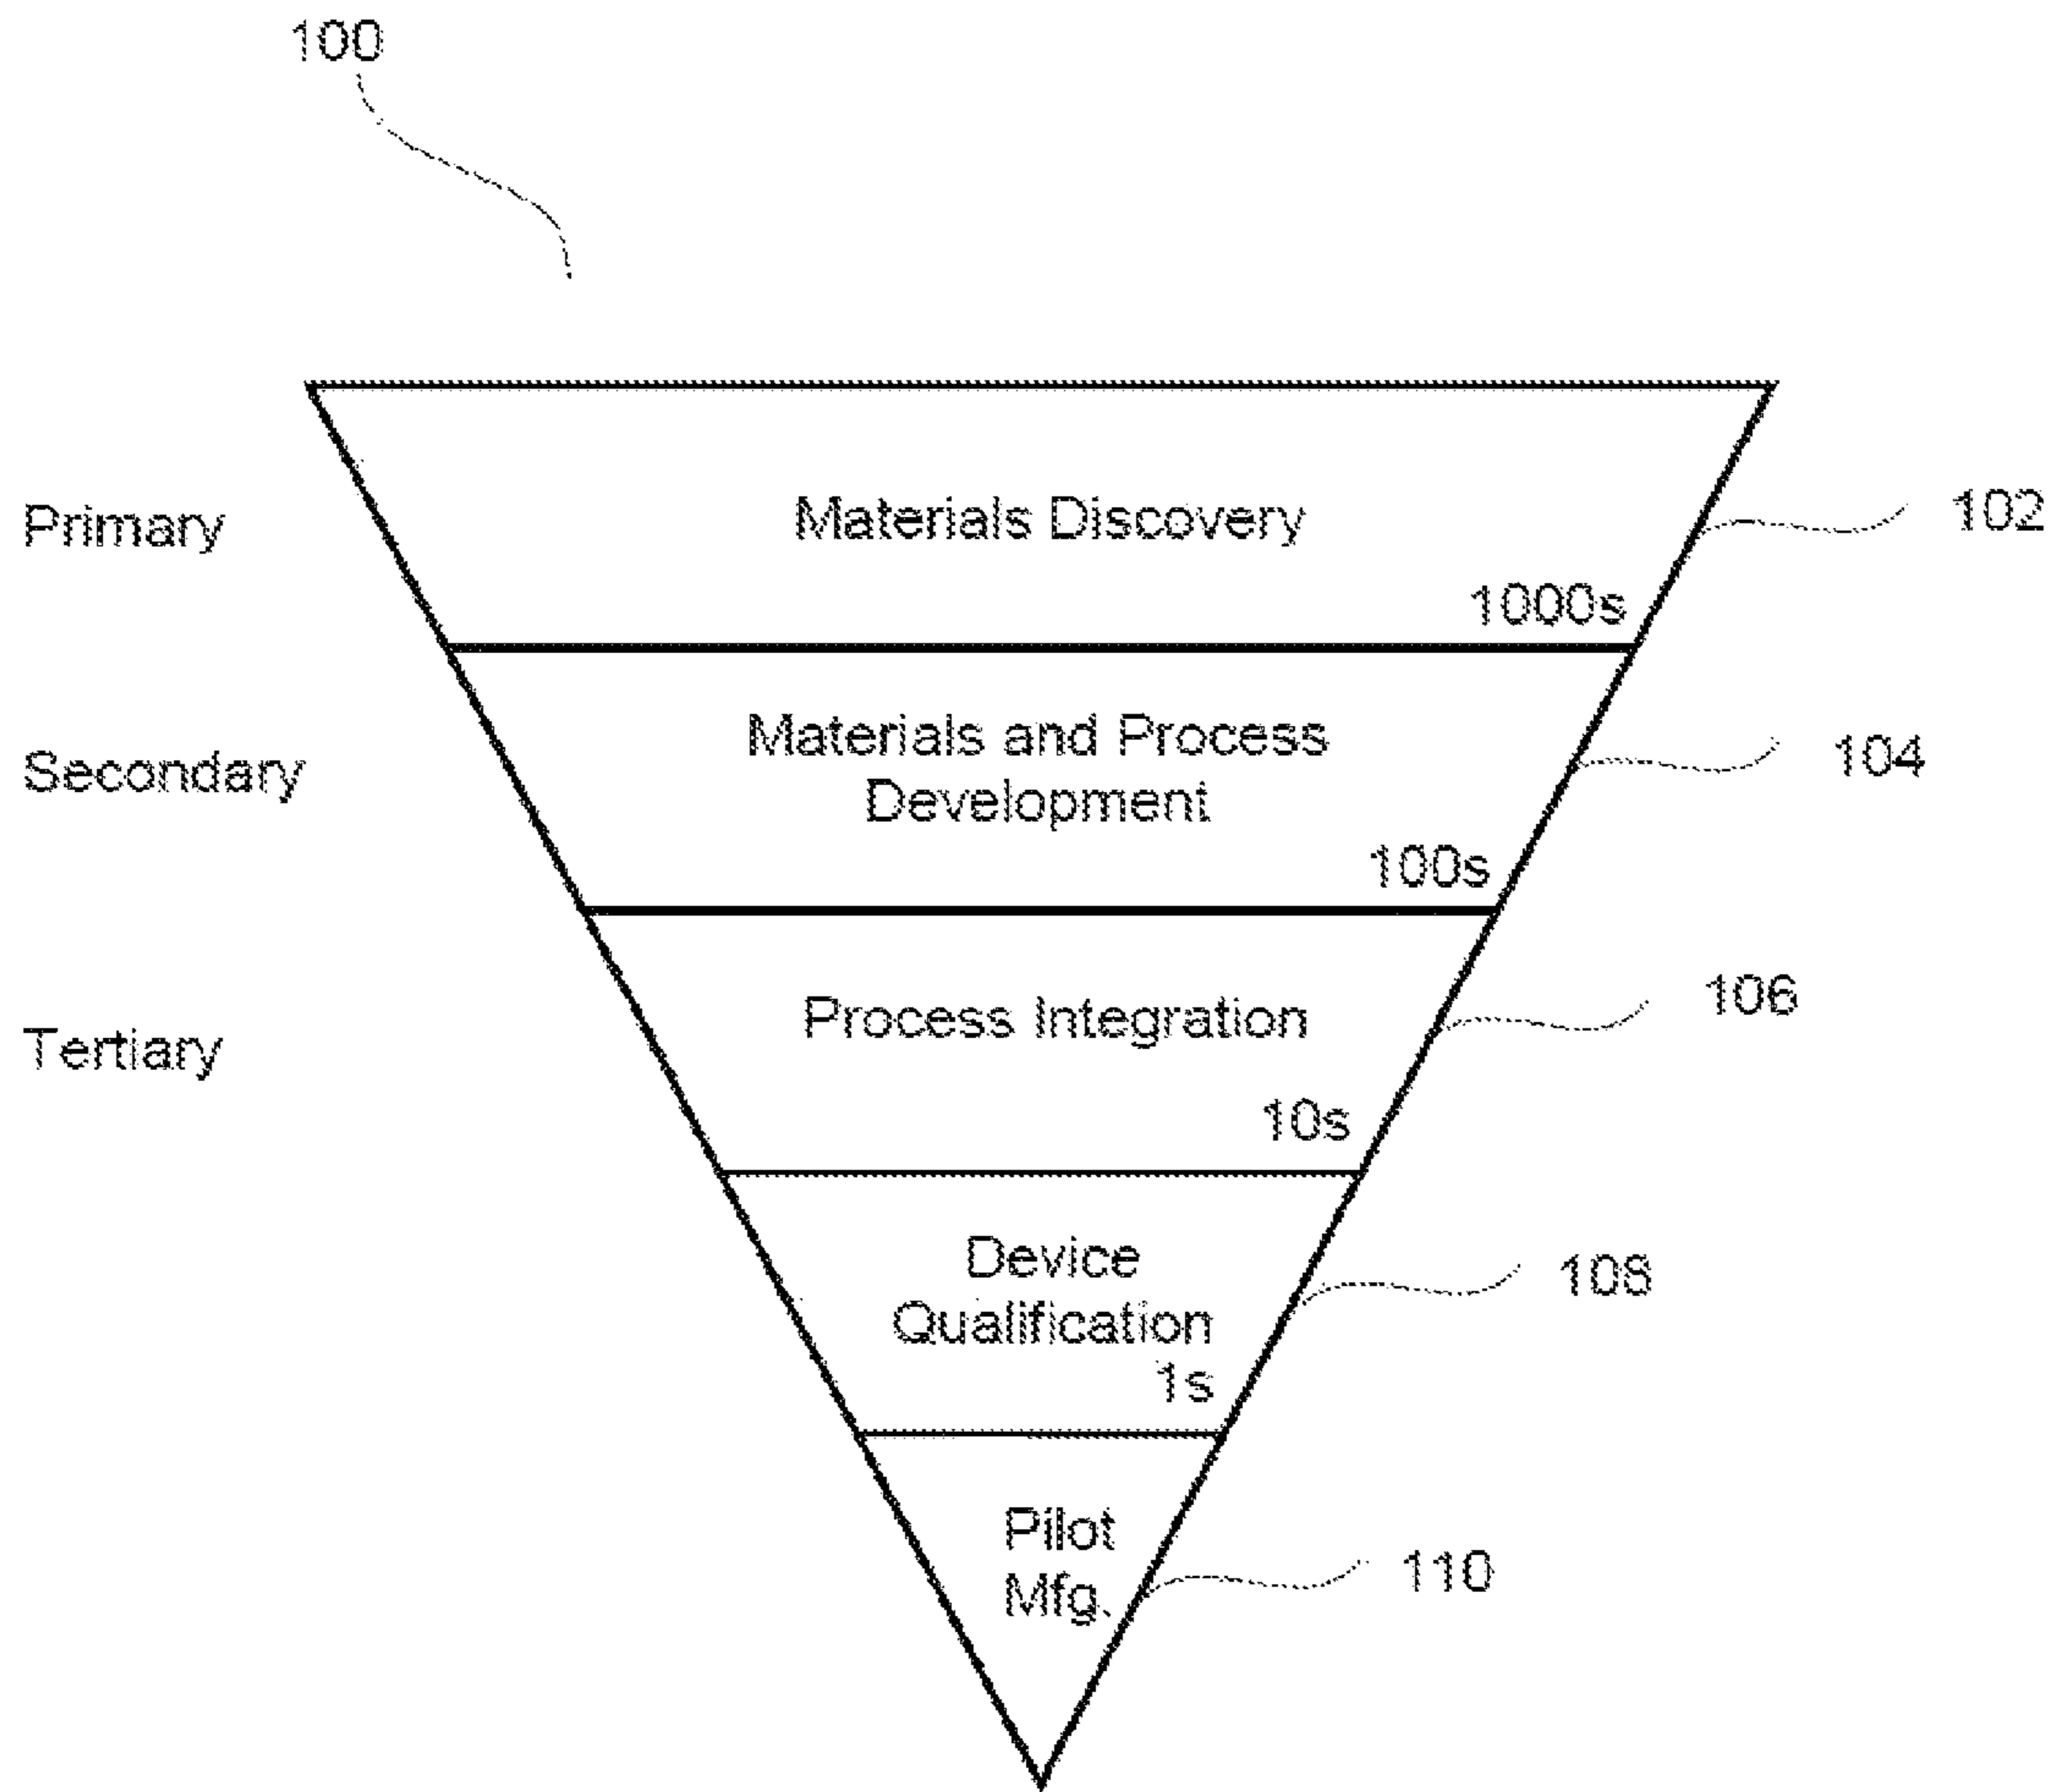 100
Primary
Materials Discovery
102
1000s
Secondary
Materials and Process
Development
104
100s
Tertiary
Process Integration
106
10s
Device
Qualification
108
1s
Pilot
Mfg.
110